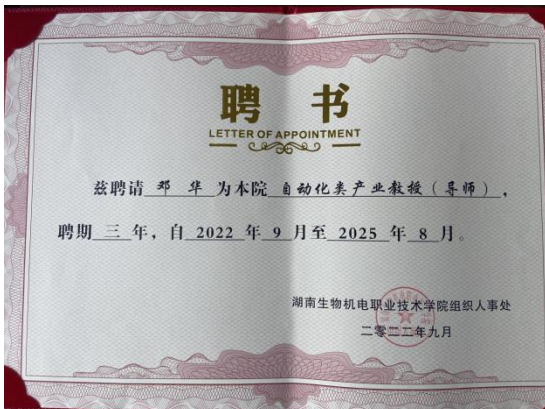 聘 书
LETTER OF APPOINTMENT
兹聘请 邓 华 为本院 自动化类产业教授（导师），
聘期 三 年，自 2022 年 9 月至 2025 年 8 月。
湖南生物机电职业技术学院组织人事处
二零二二年九月